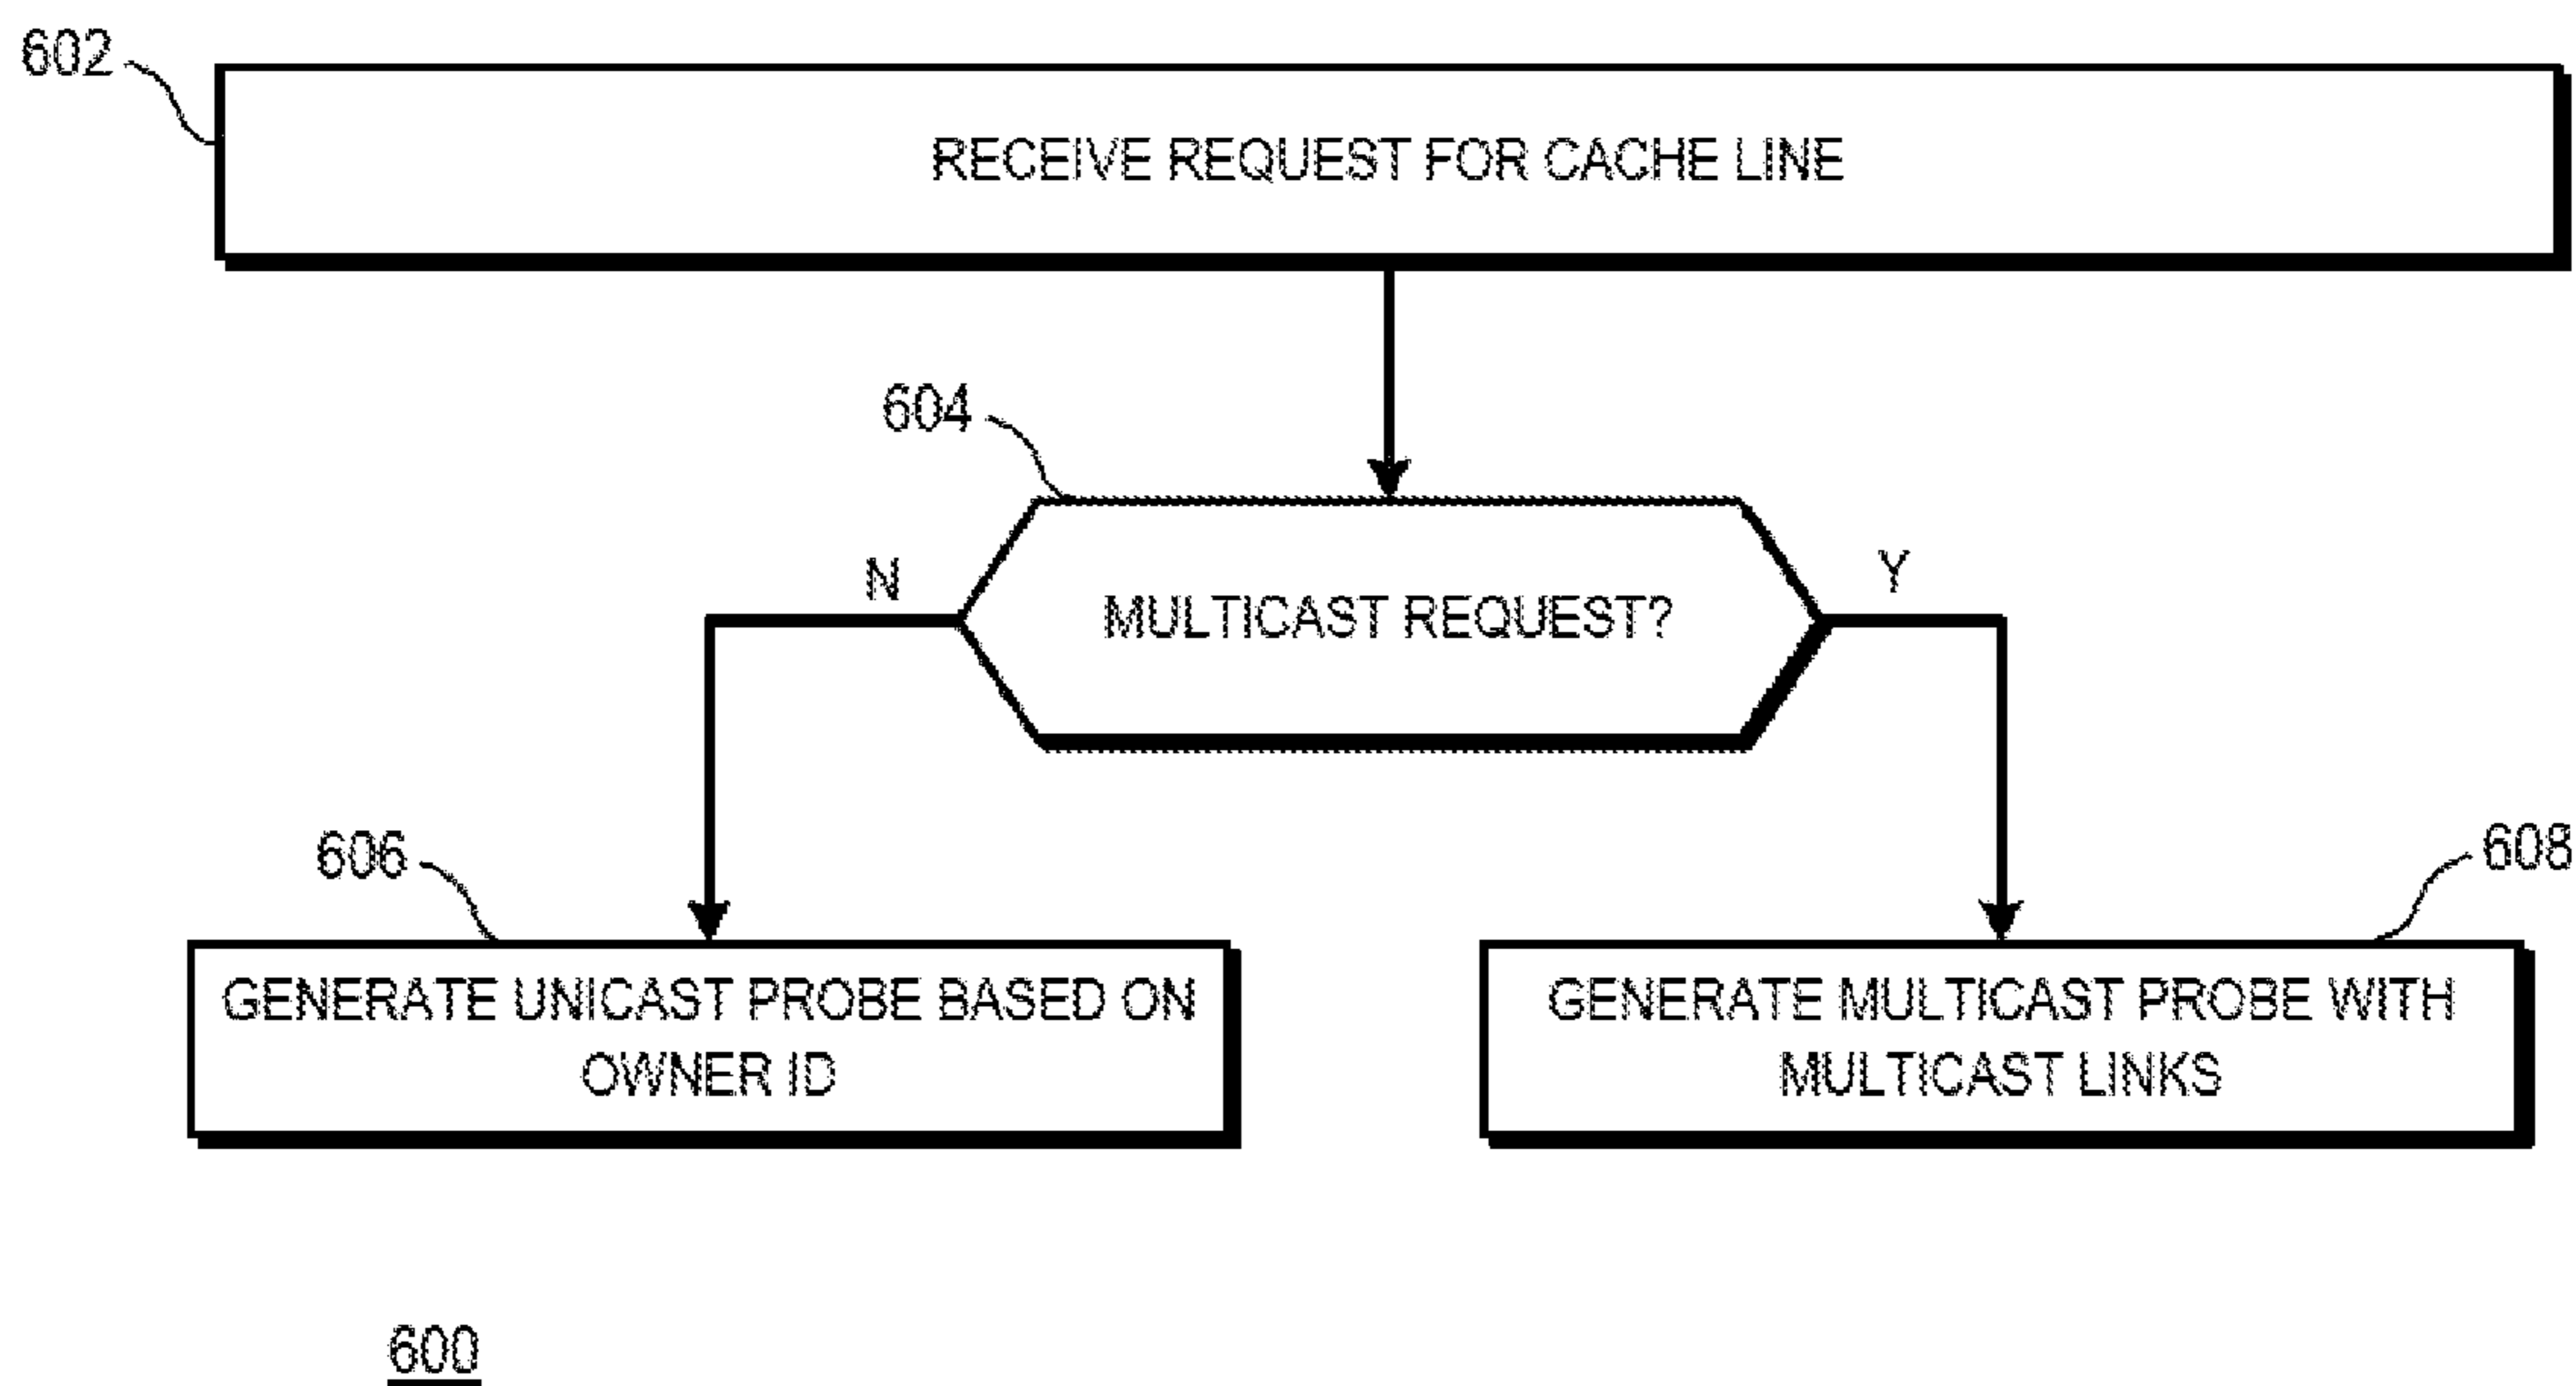 602
RECEIVE REQUEST FOR CACHE LINE
604
N
MULTICAST REQUEST?
Y
606
608
GENERATE UNICAST PROBE BASED ON
OWNER ID
GENERATE MULTICAST PROBE WITH
MULTICAST LINKS
600